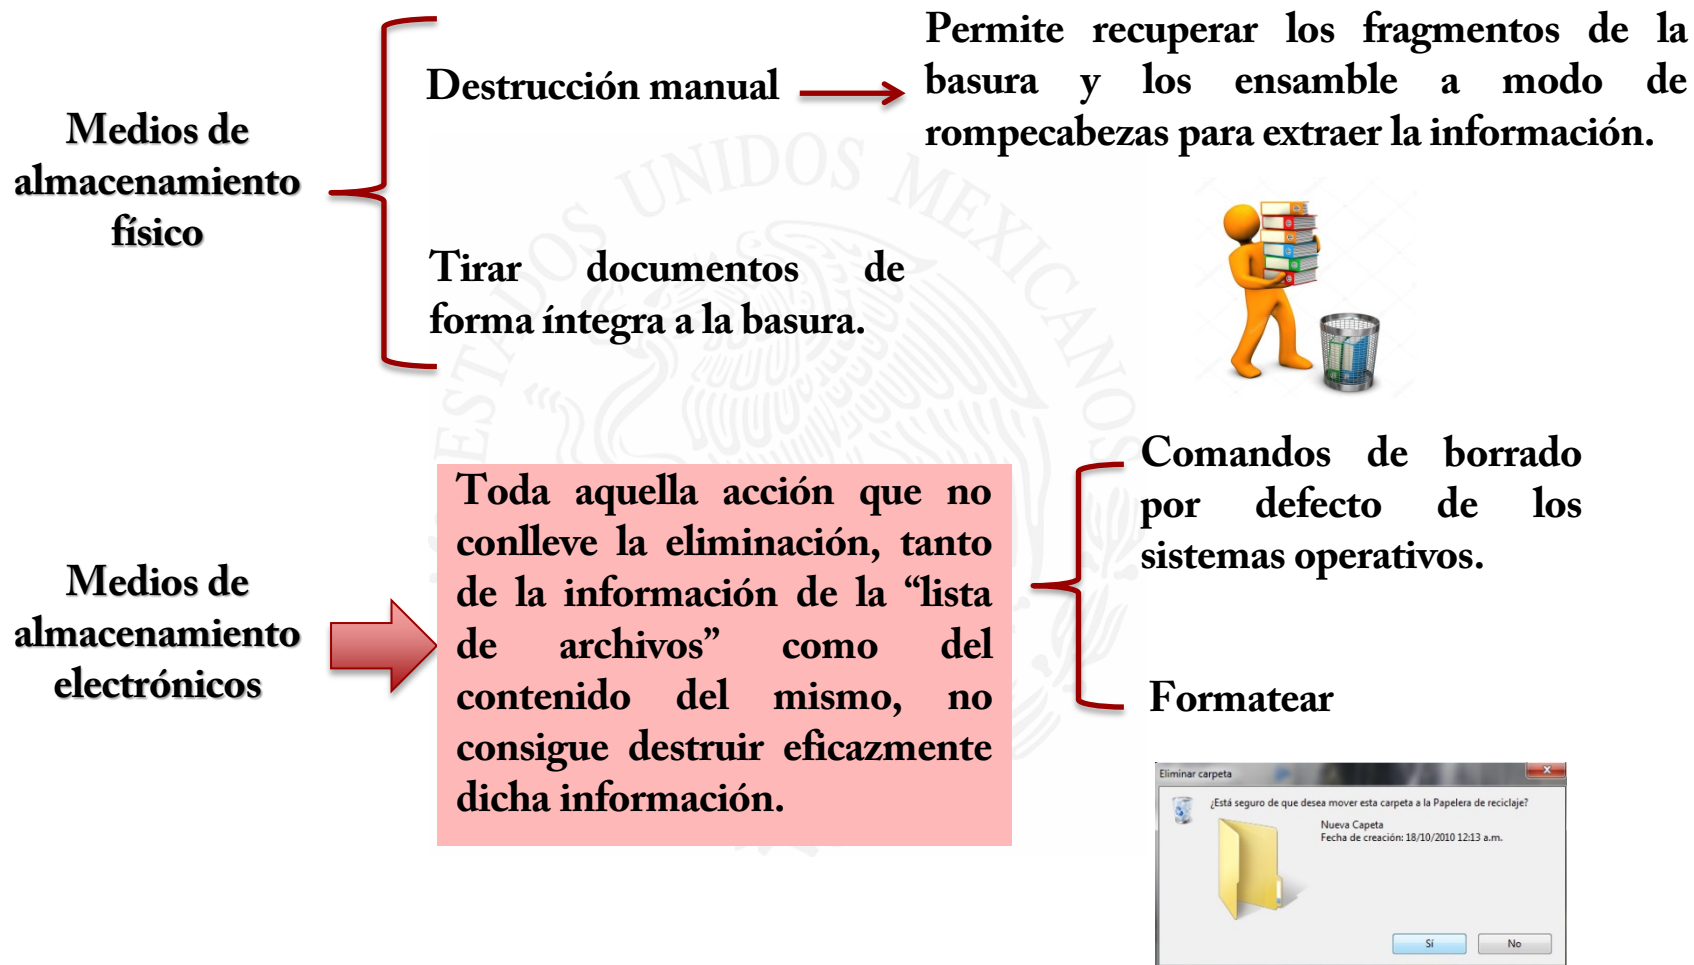 Medios de
almacenamiento
físico
Destrucción manual
Permite recuperar los fragmentos de la
basura y los ensamble a modo de
rompecabezas para extraer la información.
Tirar documentos de
forma íntegra a la basura.
ESTADOS UNIDOS MEXICANOS
Medios de
almacenamiento
electrónicos
Toda aquella acción que no
conlleve la eliminación, tanto
de la información de la “lista
de archivos” como del
contenido del mismo, no
consigue destruir eficazmente
dicha información.
Comandos de borrado
por defecto de los
sistemas operativos.
Formatear
Eliminar carpeta
¿Está seguro de que desea mover esta carpeta a la Papelera de reciclaje?
Nueva Capeta
Fecha de creación: 18/10/2010 12:13 a.m.
Sí
No